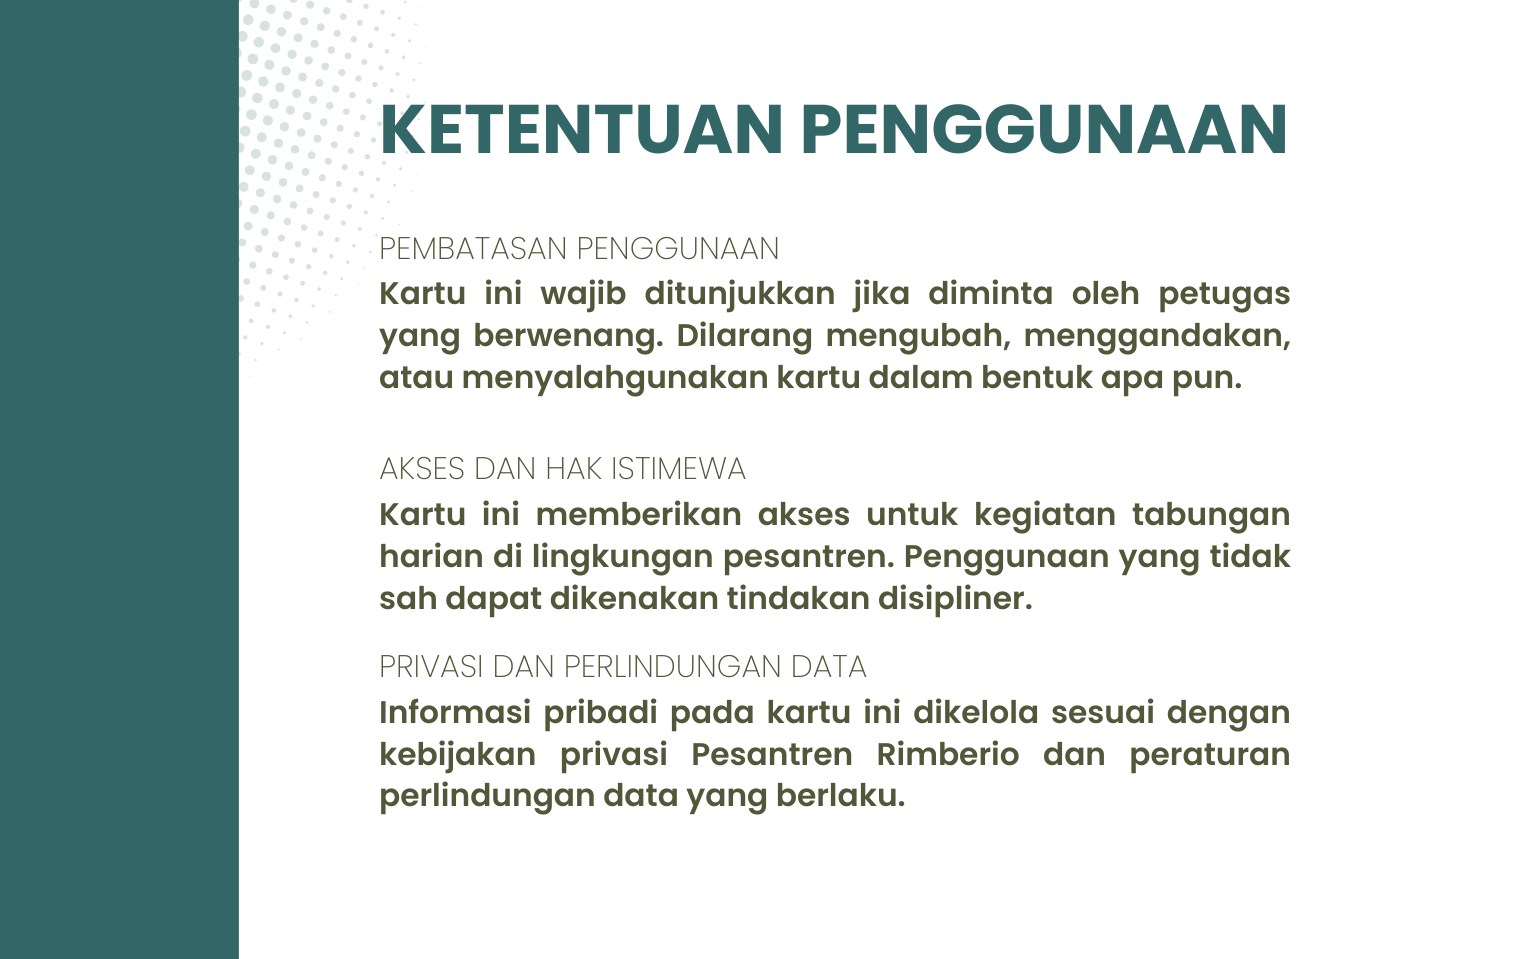 KETENTUAN PENGGUNAAN
PEMBATASAN PENGGUNAAN
Kartu ini wajib ditunjukkan jika diminta oleh petugas
yang berwenang. Dilarang mengubah, menggandakan,
atau menyalahgunakan kartu dalam bentuk apa pun.
AKSES DAN HAK ISTIMEWA
Kartu ini memberikan akses untuk kegiatan tabungan
harian di lingkungan pesantren. Penggunaan yang tidak
sah dapat dikenakan tindakan disipliner.
PRIVASI DAN PERLINDUNGAN DATA
Informasi pribadi pada kartu ini dikelola sesuai dengan
kebijakan privasi Pesantren Rimberio dan peraturan
perlindungan data yang berlaku.